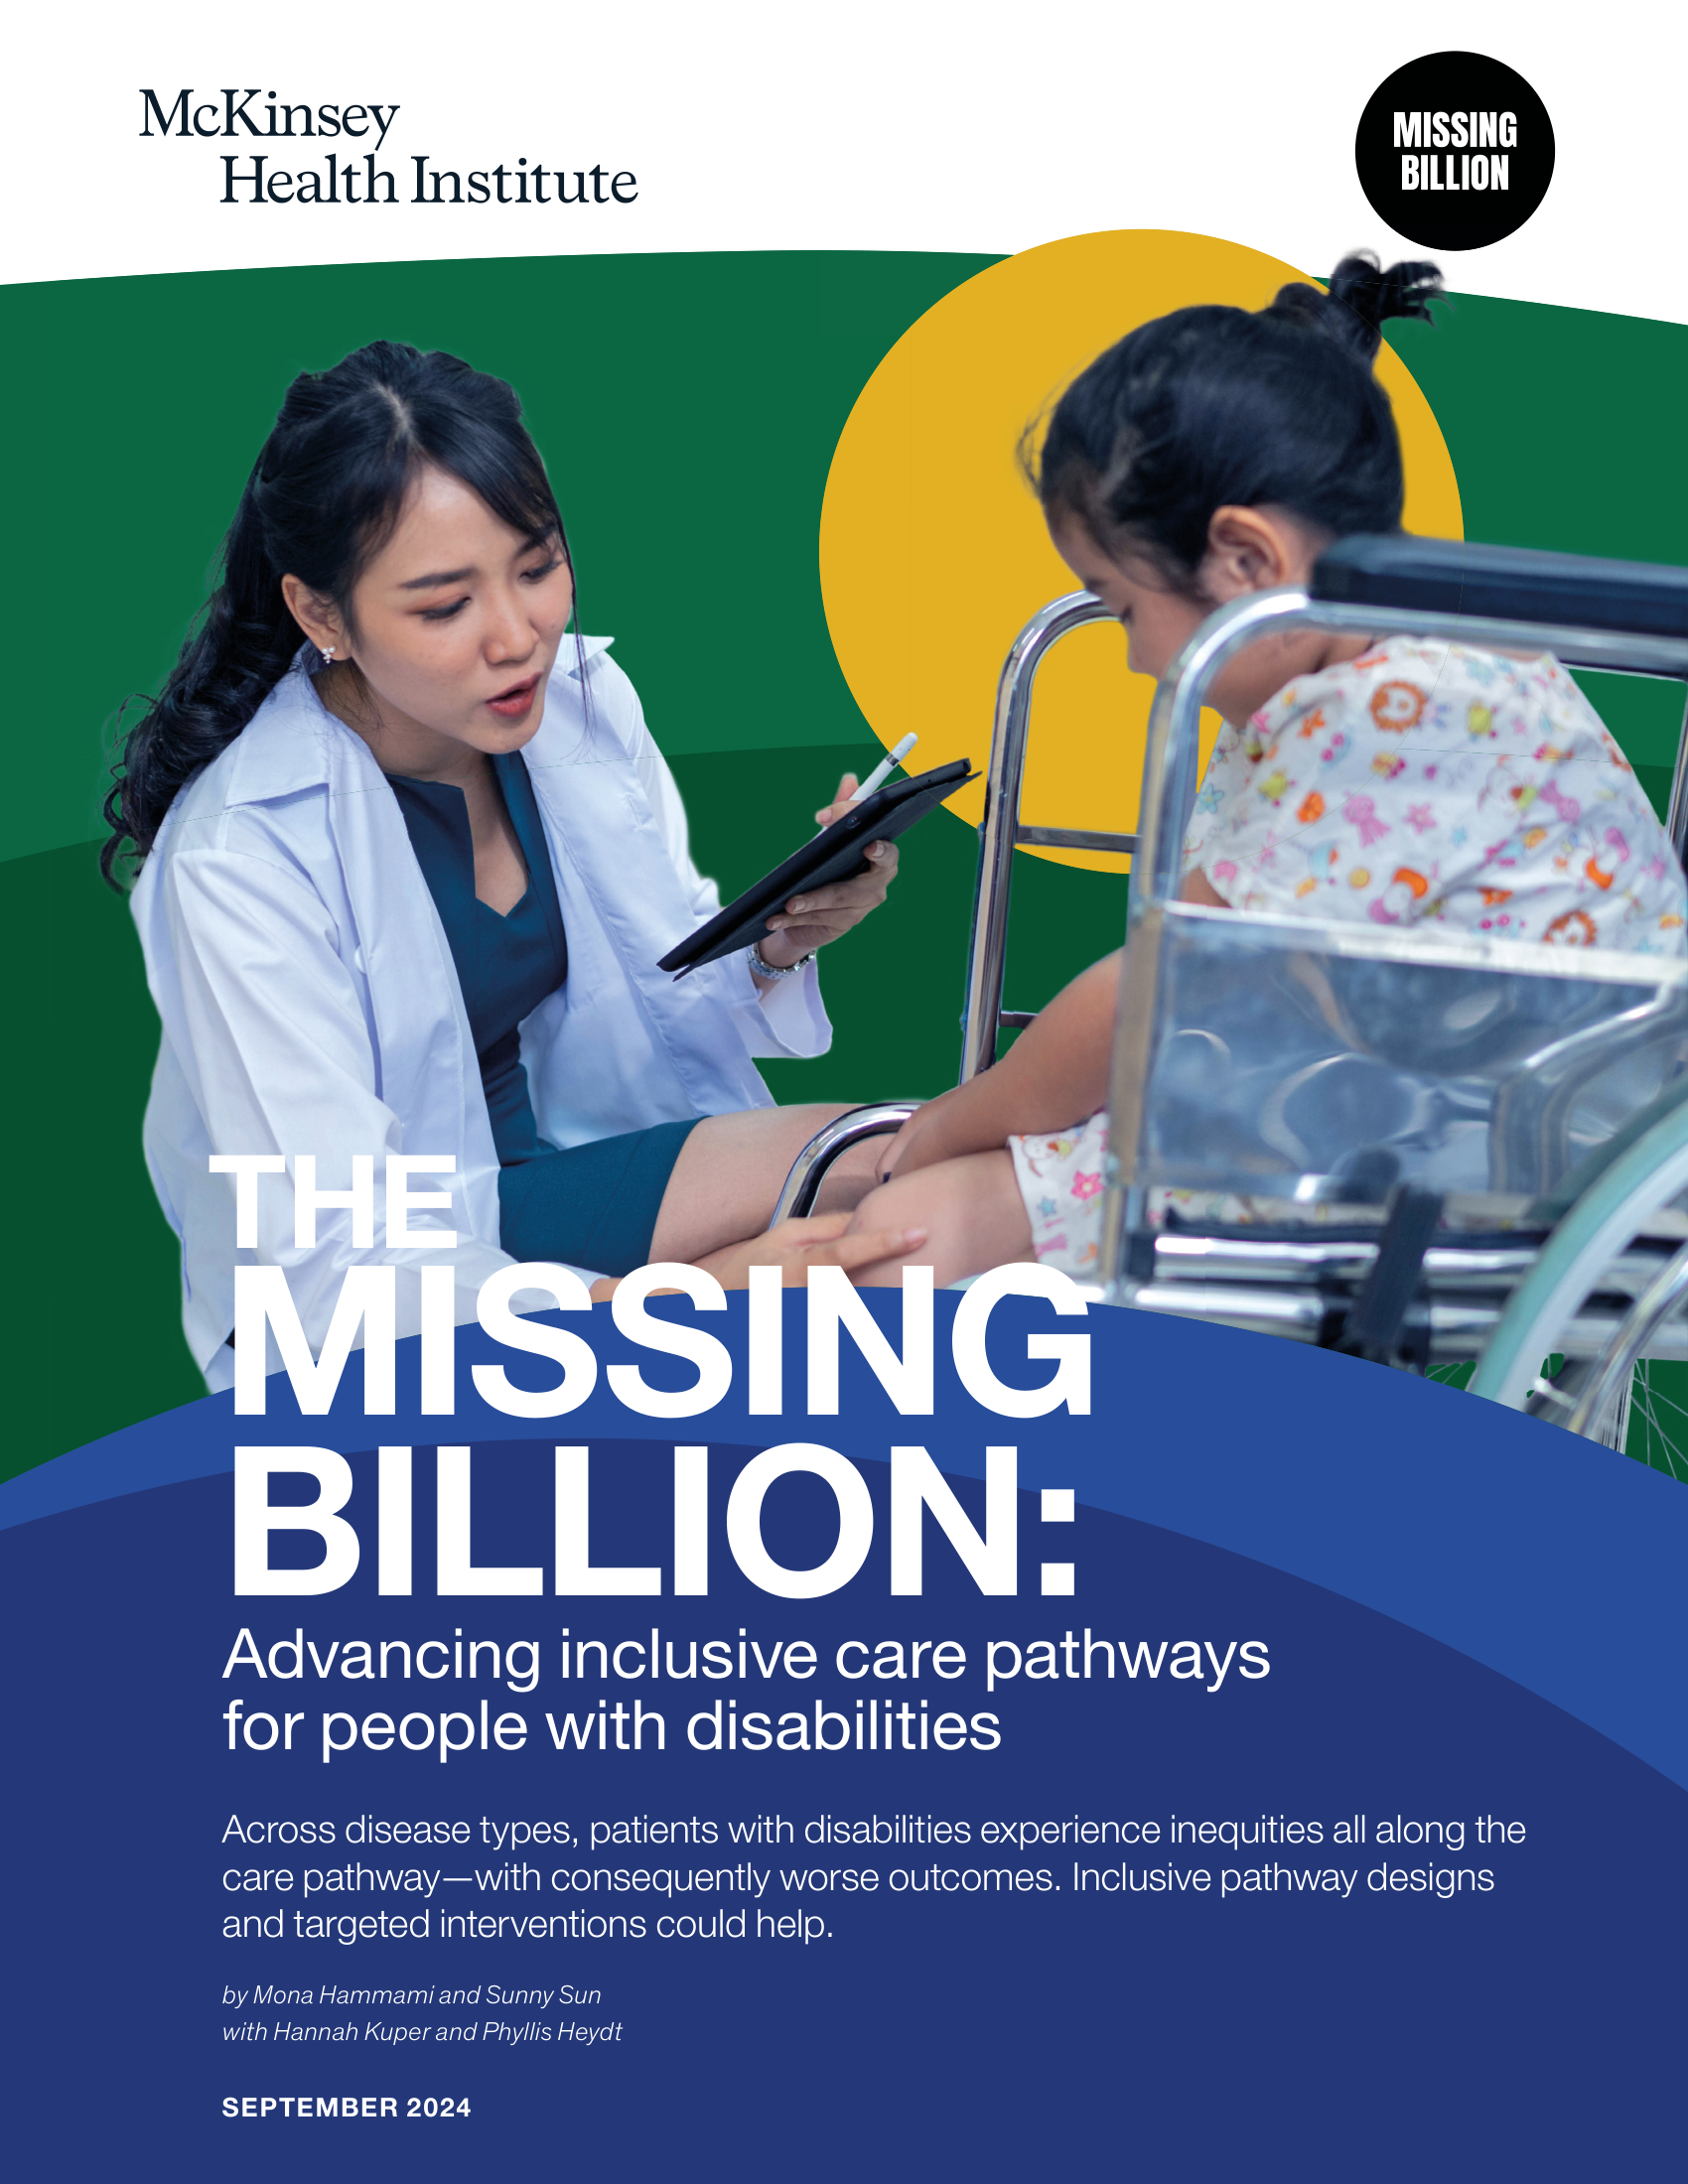 McKinsey
Health Institute
MISSING
BILLION
THE
MISSING
BILLION:
Advancing inclusive care pathways
for people with disabilities
Across disease types, patients with disabilities experience inequities all along the
care pathway—with consequently worse outcomes. Inclusive pathway designs
and targeted interventions could help.
by Mona Hammami and Sunny Sun
with Hannah Kuper and Phyllis Heydt
SEPTEMBER 2024